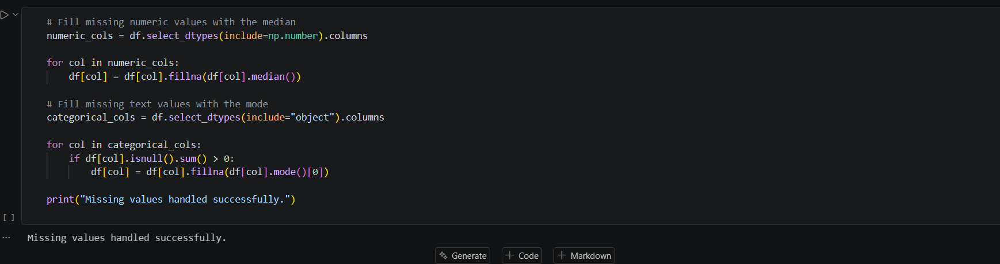 # Fill missing numeric values with the median
numeric_cols = df.select_dtypes(include=np.number).columns
for col in numeric_cols:
    df[col] = df[col].fillna(df[col].median())
# Fill missing text values with the mode
categorical_cols = df.select_dtypes(include="object").columns
for col in categorical_cols:
    if df[col].isnull().sum() > 0:
        df[col] = df[col].fillna(df[col].mode()[0])
print("Missing values handled successfully.")
[ ]
... Missing values handled successfully.
Generate + Code + Markdown